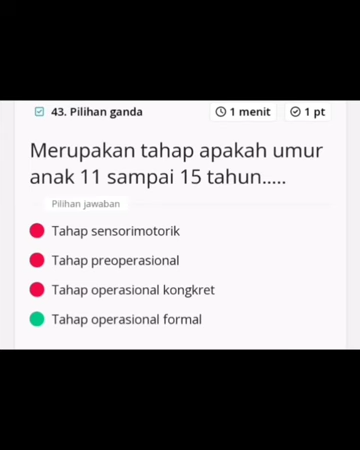 43. Pilihan ganda
1 menit
1 pt
Merupakan tahap apakah umur
anak 11 sampai 15 tahun.....
Pilihan jawaban
Tahap sensorimotorik
Tahap preoperasional
Tahap operasional kongkret
Tahap operasional formal